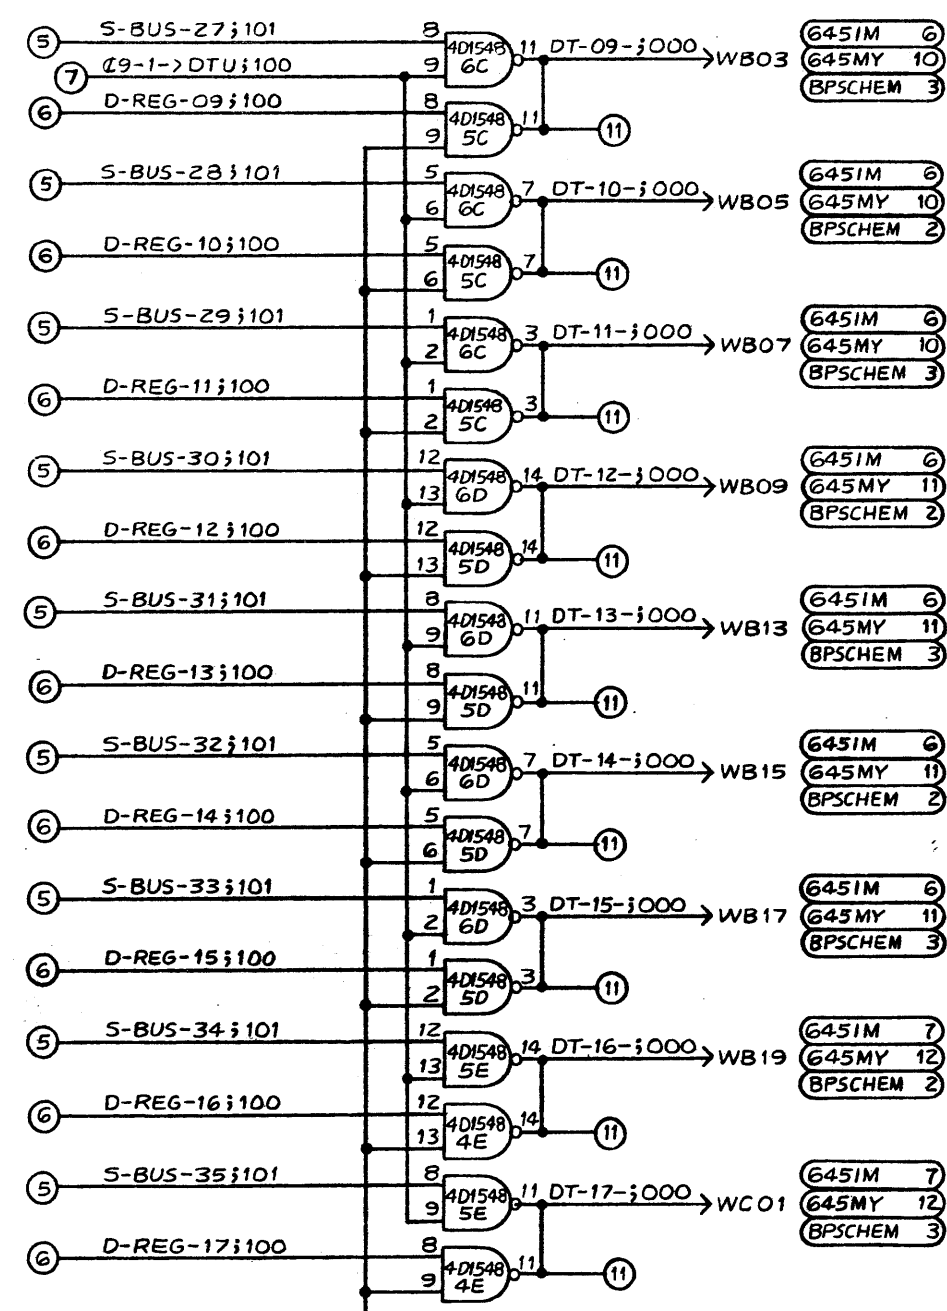 5 S-BUS-27;101 8 4D1548 6C 11 DT-09-;000 WB03 645IM 6
7 C9-1->DTU;100 9 645MY 10
BPSCHEM 3
6 D-REG-09;100 8 4D1548 5C 11 11
9
5 S-BUS-28;101 5 4D1548 6C 7 DT-10-;000 WB05 645IM 6
6 645MY 10
BPSCHEM 2
6 D-REG-10;100 5 4D1548 5C 7 11
6
5 S-BUS-29;101 1 4D1548 6C 3 DT-11-;000 WB07 645IM 6
2 645MY 10
BPSCHEM 3
6 D-REG-11;100 1 4D1548 5C 3 11
2
5 S-BUS-30;101 12 4D1548 6D 14 DT-12-;000 WB09 645IM 6
13 645MY 11
BPSCHEM 2
6 D-REG-12;100 12 4D1548 5D 14 11
13
5 S-BUS-31;101 8 4D1548 6D 11 DT-13-;000 WB13 645IM 6
9 645MY 11
BPSCHEM 3
6 D-REG-13;100 8 4D1548 5D 11 11
9
5 S-BUS-32;101 5 4D1548 6D 7 DT-14-;000 WB15 645IM 6
6 645MY 11
BPSCHEM 2
6 D-REG-14;100 5 4D1548 5D 7 11
6
5 S-BUS-33;101 1 4D1548 6D 3 DT-15-;000 WB17 645IM 6
2 645MY 11
BPSCHEM 3
6 D-REG-15;100 1 4D1548 5D 3 11
2
5 S-BUS-34;101 12 4D1548 5E 14 DT-16-;000 WB19 645IM 7
13 645MY 12
BPSCHEM 2
6 D-REG-16;100 12 4D1548 4E 14 11
13
5 S-BUS-35;101 8 4D1548 5E 11 DT-17-;000 WC01 645IM 7
9 645MY 12
BPSCHEM 3
6 D-REG-17;100 8 4D1548 4E 11 11
9